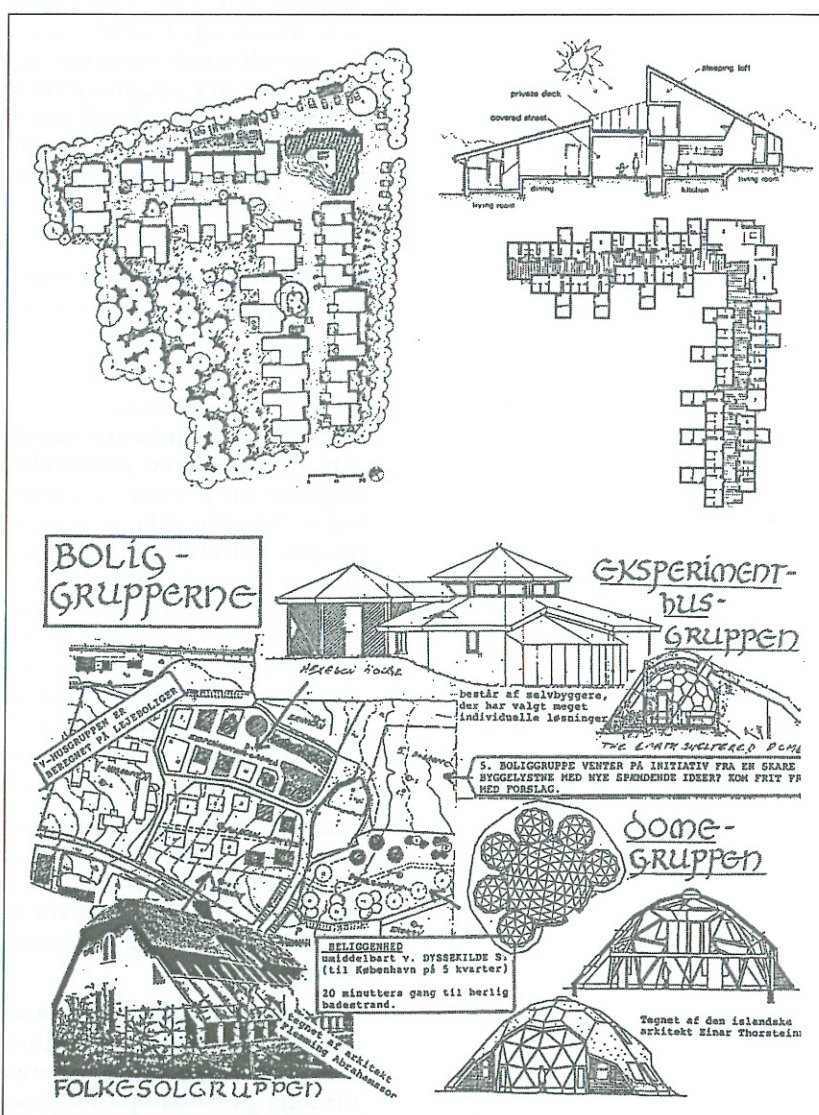 sleeping loft
private deck
covered street
living room
dining
kitchen
living room
BOLIG-
GRUPPERNE
EKSPERIMENT-
HUS-
GRUPPEN
HEXEGON HOUSE
består af selvbyggere,
der har valgt meget
individuelle løsninger
THE EARTH SHELTERED DOME
V-HUSGRUPPEN ER
BEREGNET PÅ LEJEBOLIGER
5. BOLIGGRUPPE VENTER PÅ INITIATIV FRA EN SKARE
BYGGELYSTNE MED NYE SPÆNDENDE IDEER? KOM FRIT FR
MED FORSLAG.
DOME-
GRUPPEN
BELIGGENHED
umiddelbart v. DYSSEKILDE S
(til København på 5 kvarter)
20 minutters gang til herlig
badestrand.
tegnet af arkitekt
Flemming Abrahamsson
FOLKESOLGRUPPEN
Tegnet af den islandske
arkitekt Einar Thorstein